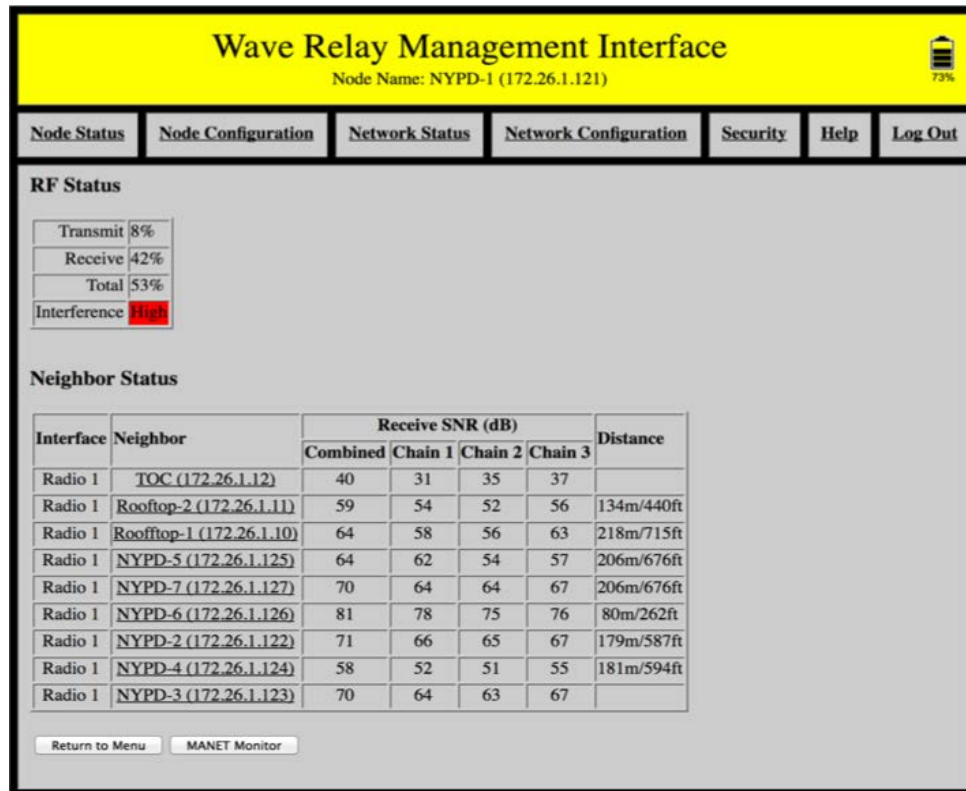 Wave Relay Management Interface
Node Name: NYPD-1 (172.26.1.121)
73%
Node Status Node Configuration Network Status Network Configuration Security Help Log Out
RF Status
Transmit 8%
Receive 42%
Total 53%
Interference High
Neighbor Status
Interface Neighbor Receive SNR (dB) Distance
Combined Chain 1 Chain 2 Chain 3
Radio 1 TOC (172.26.1.12) 40 31 35 37
Radio 1 Rooftop-2 (172.26.1.11) 59 54 52 56 134m/440ft
Radio 1 Roofftop-1 (172.26.1.10) 64 58 56 63 218m/715ft
Radio 1 NYPD-5 (172.26.1.125) 64 62 54 57 206m/676ft
Radio 1 NYPD-7 (172.26.1.127) 70 64 64 67 206m/676ft
Radio 1 NYPD-6 (172.26.1.126) 81 78 75 76 80m/262ft
Radio 1 NYPD-2 (172.26.1.122) 71 66 65 67 179m/587ft
Radio 1 NYPD-4 (172.26.1.124) 58 52 51 55 181m/594ft
Radio 1 NYPD-3 (172.26.1.123) 70 64 63 67
Return to Menu MANET Monitor